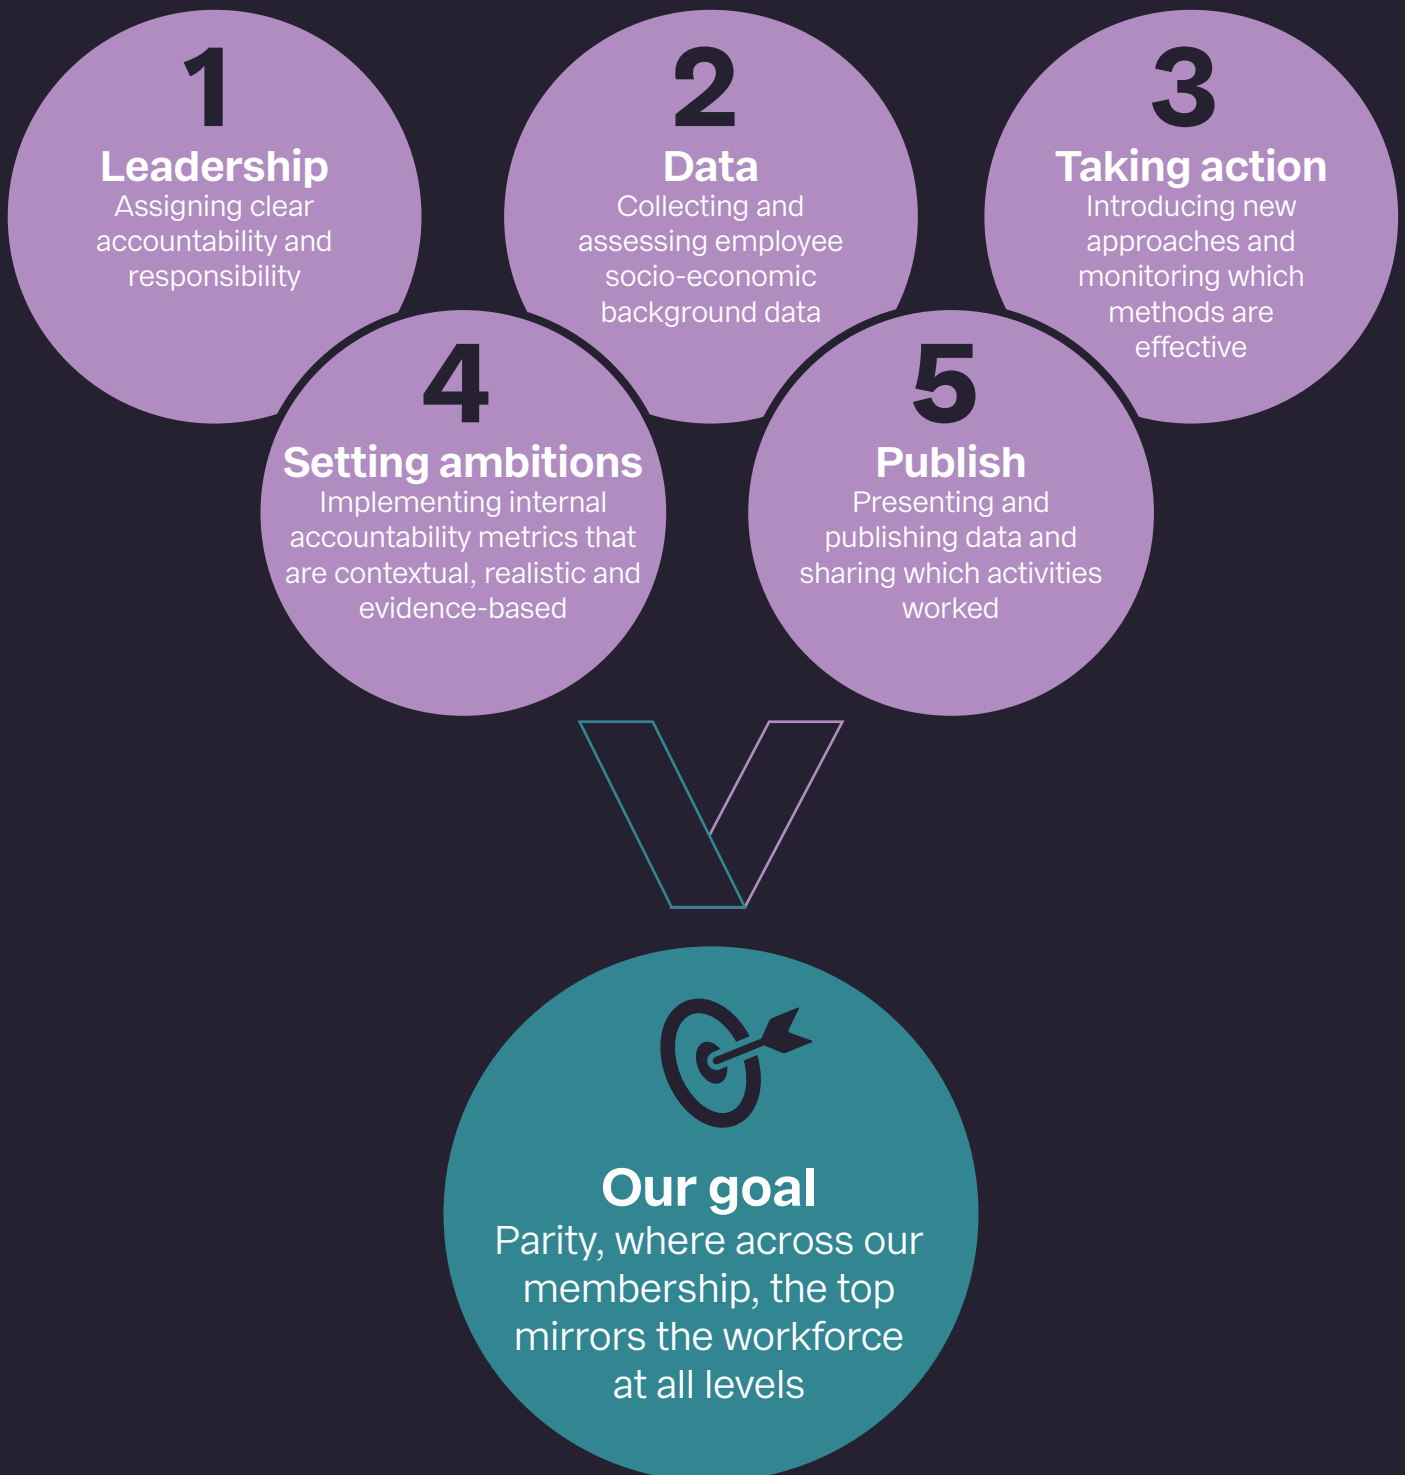 1
Leadership
Assigning clear
accountability and
responsibility
2
Data
Collecting and
assessing employee
socio-economic
background data
3
Taking action
Introducing new
approaches and
monitoring which
methods are
effective
4
Setting ambitions
Implementing internal
accountability metrics that
are contextual, realistic and
evidence-based
5
Publish
Presenting and
publishing data and
sharing which activities
worked
Our goal
Parity, where across our
membership, the top
mirrors the workforce
at all levels